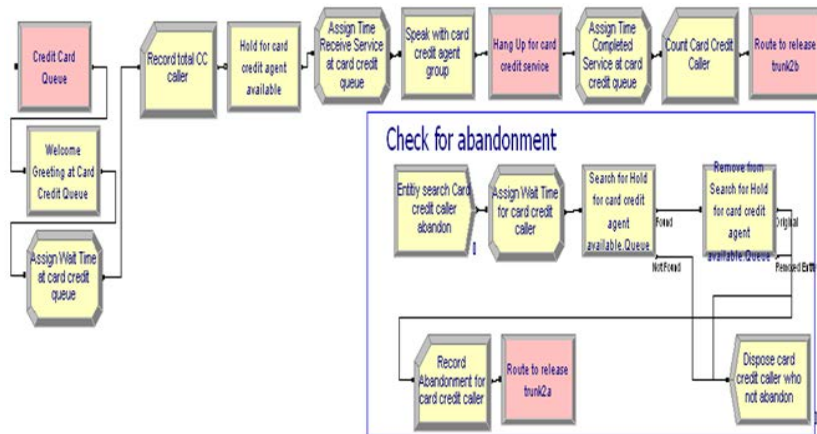 Credit Card
Queue
Welcome
Greeting at Card
Credit Queue
Assign Wait Time
at card credit
queue
Record total CC
caller
Hold for card
credit agent
available
Assign Time
Receive Service
at card credit
queue
Speak with card
credit agent
group
Hang Up for card
credit service
Assign Time
Completed
Service at card
credit queue
Count Card Credit
Caller
Route to release
trunk2b
Check for abandonment
Entitiy search Card
credit caller
abandon
Assign Wait Time
for card credit
caller
Search for Hold
for card credit
agent
available.Queue
Found
Not Found
Remove from
Search for Hold
for card credit
agent
available.Queue
Original
Removed Entity
Record
Abandonment for
card credit caller
Route to release
trunk2a
Dispose card
credit caller who
not abandon